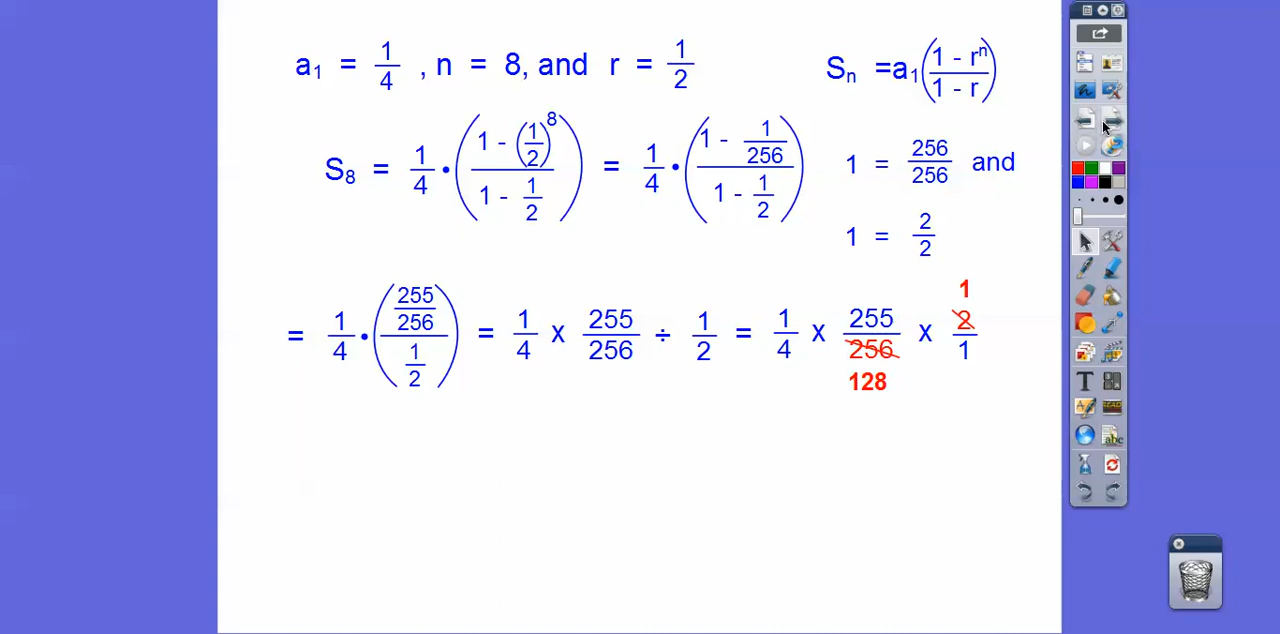 a₁ = 1/4 , n = 8, and r = 1/2
Sₙ =a₁((1 - rⁿ)/(1 - r))
S₈ = 1/4 • ((1 - (1/2)⁸)/(1 - 1/2)) = 1/4 • ((1 - 1/256)/(1 - 1/2))
1 = 256/256 and
1 = 2/2
= 1/4 • ((255/256)/(1/2)) = 1/4 x 255/256 ÷ 1/2 = 1/4 x 255/256 x 2/1
1
128